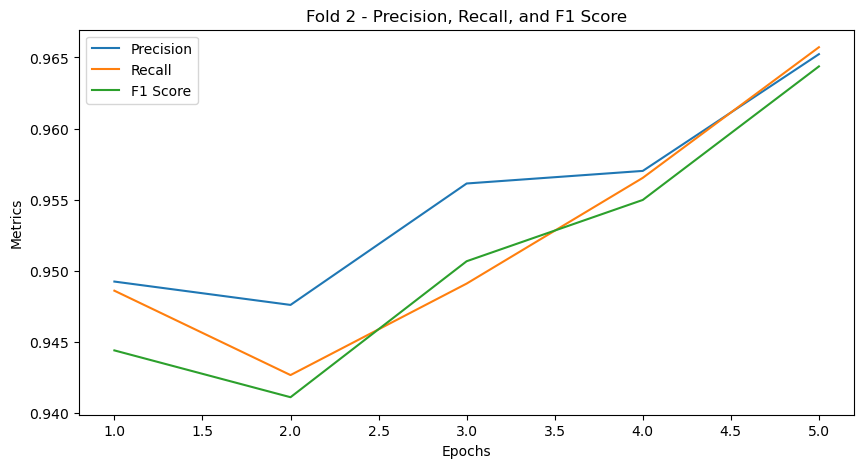 Fold 2 - Precision, Recall, and F1 Score
Precision
Recall
F1 Score
Metrics
0.965
0.960
0.955
0.950
0.945
0.940
1.0 1.5 2.0 2.5 3.0 3.5 4.0 4.5 5.0
Epochs